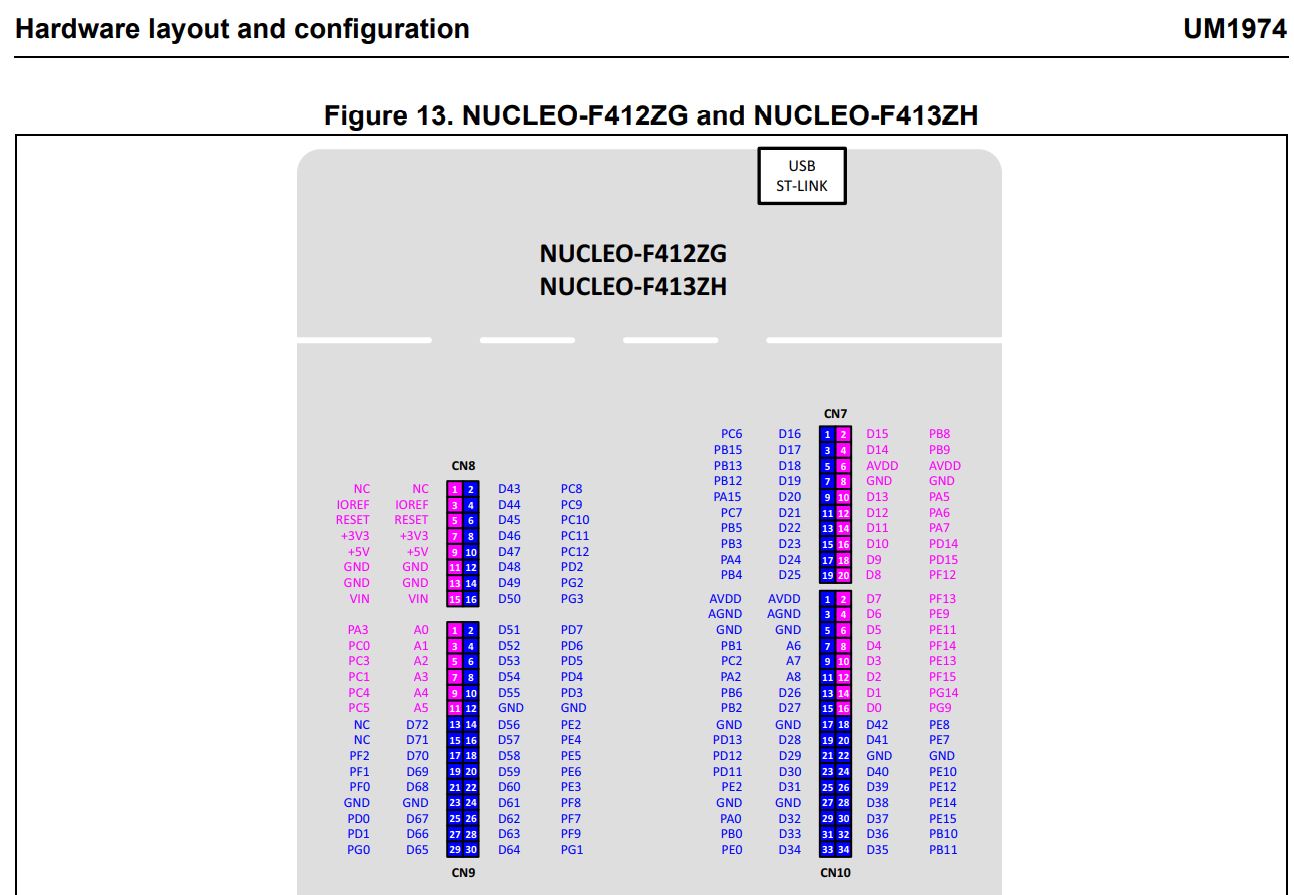 Hardware layout and configuration UM1974
Figure 13. NUCLEO-F412ZG and NUCLEO-F413ZH
USB
ST-LINK
NUCLEO-F412ZG
NUCLEO-F413ZH
CN7
PC6 D16 1 2 D15 PB8
PB15 D17 3 4 D14 PB9
PB13 D18 5 6 AVDD AVDD
PB12 D19 7 8 GND GND
PA15 D20 9 10 D13 PA5
PC7 D21 11 12 D12 PA6
PB5 D22 13 14 D11 PA7
PB3 D23 15 16 D10 PD14
PA4 D24 17 18 D9 PD15
PB4 D25 19 20 D8 PF12
CN8
NC NC 1 2 D43 PC8
IOREF IOREF 3 4 D44 PC9
RESET RESET 5 6 D45 PC10
+3V3 +3V3 7 8 D46 PC11
+5V +5V 9 10 D47 PC12
GND GND 11 12 D48 PD2
GND GND 13 14 D49 PG2
VIN VIN 15 16 D50 PG3
PA3 A0 1 2 D51 PD7
PC0 A1 3 4 D52 PD6
PC3 A2 5 6 D53 PD5
PC1 A3 7 8 D54 PD4
PC4 A4 9 10 D55 PD3
PC5 A5 11 12 GND GND
NC D72 13 14 D56 PE2
NC D71 15 16 D57 PE4
PF2 D70 17 18 D58 PE5
PF1 D69 19 20 D59 PE6
PF0 D68 21 22 D60 PE3
GND GND 23 24 D61 PF8
PD0 D67 25 26 D62 PF7
PD1 D66 27 28 D63 PF9
PG0 D65 29 30 D64 PG1
CN9
AVDD AVDD 1 2 D7 PF13
AGND AGND 3 4 D6 PE9
GND GND 5 6 D5 PE11
PB1 A6 7 8 D4 PF14
PC2 A7 9 10 D3 PE13
PA2 A8 11 12 D2 PF15
PB6 D26 13 14 D1 PG14
PB2 D27 15 16 D0 PG9
GND GND 17 18 D42 PE8
PD13 D28 19 20 D41 PE7
PD12 D29 21 22 GND GND
PD11 D30 23 24 D40 PE10
PE2 D31 25 26 D39 PE12
GND GND 27 28 D38 PE14
PA0 D32 29 30 D37 PE15
PB0 D33 31 32 D36 PB10
PE0 D34 33 34 D35 PB11
CN10